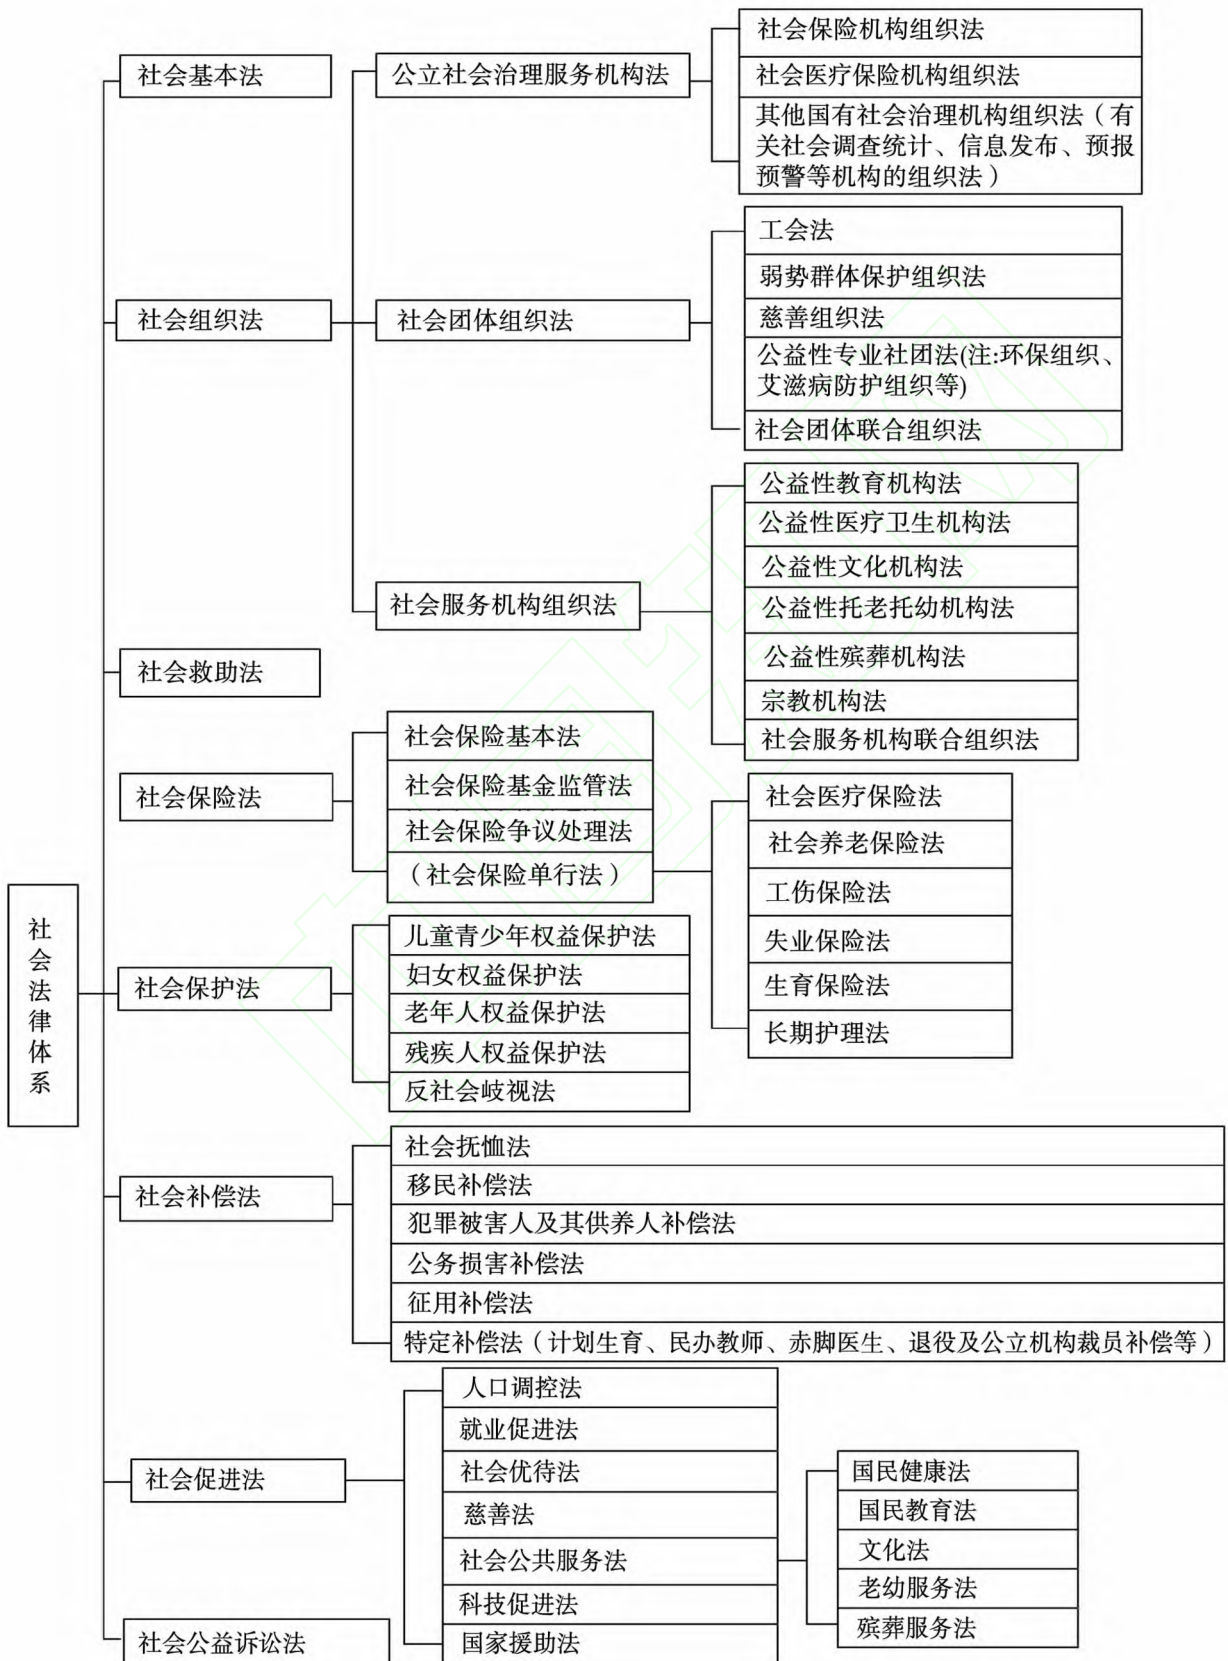 社会法律体系
社会基本法
社会组织法
公立社会治理服务机构法
社会保险机构组织法
社会医疗保险机构组织法
其他国有社会治理机构组织法（有
关社会调查统计、信息发布、预报
预警等机构的组织法）
社会团体组织法
工会法
弱势群体保护组织法
慈善组织法
公益性专业社团法(注:环保组织、
艾滋病防护组织等)
社会团体联合组织法
社会服务机构组织法
公益性教育机构法
公益性医疗卫生机构法
公益性文化机构法
公益性托老托幼机构法
公益性殡葬机构法
宗教机构法
社会服务机构联合组织法
社会救助法
社会保险法
社会保险基本法
社会保险基金监管法
社会保险争议处理法
（社会保险单行法）
社会医疗保险法
社会养老保险法
工伤保险法
失业保险法
生育保险法
长期护理法
社会保护法
儿童青少年权益保护法
妇女权益保护法
老年人权益保护法
残疾人权益保护法
反社会歧视法
社会补偿法
社会抚恤法
移民补偿法
犯罪被害人及其供养人补偿法
公务损害补偿法
征用补偿法
特定补偿法（计划生育、民办教师、赤脚医生、退役及公立机构裁员补偿等）
社会促进法
人口调控法
就业促进法
社会优待法
慈善法
社会公共服务法
科技促进法
国家援助法
国民健康法
国民教育法
文化法
老幼服务法
殡葬服务法
社会公益诉讼法